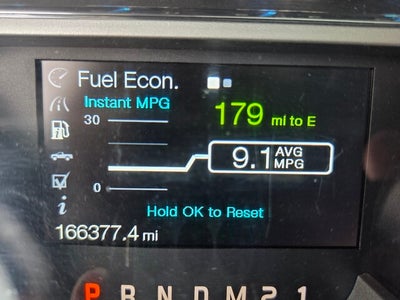 Fuel Econ.
Instant MPG
30
179 mi to E
9.1 AVG MPG
0
Hold OK to Reset
166377.4 mi
P R N D M 2 1